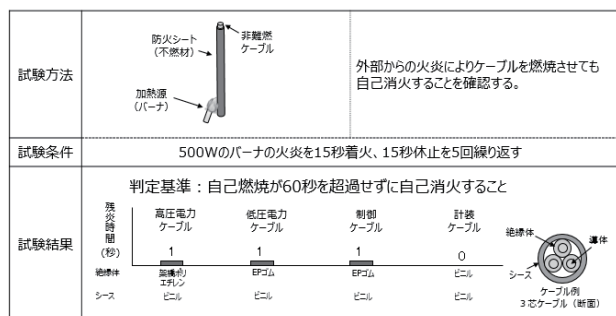 試験方法
防火シート
(不燃材)
非難燃
ケーブル
加熱源
(バーナ)
外部からの火炎によりケーブルを燃焼させても
自己消火することを確認する。
試験条件
500Wのバーナの火炎を15秒着火、15秒休止を5回繰り返す
試験結果
判定基準：自己燃焼が60秒を超過せずに自己消火すること
残炎時間
(秒)
高圧電力
ケーブル
低圧電力
ケーブル
制御
ケーブル
計装
ケーブル
1 1 1 0
絶縁体
架橋ポリ
エチレン
EPゴム
EPゴム
ビニル
シース
ビニル
ビニル
ビニル
ビニル
絶縁体
導体
シース
ケーブル例
3芯ケーブル（断面）